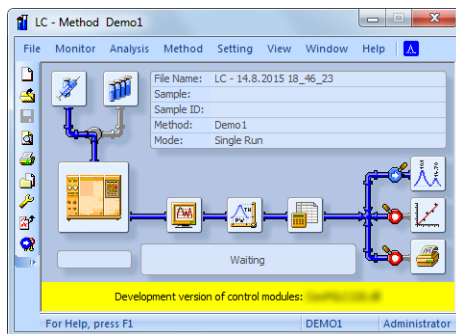 LC - Method Demo1
File Monitor Analysis Method Setting View Window Help
File Name: LC - 14.8.2015 18_46_23
Sample:
Sample ID:
Method: Demo1
Mode: Single Run
Waiting
Development version of control modules:
For Help, press F1 DEMO1 Administrator